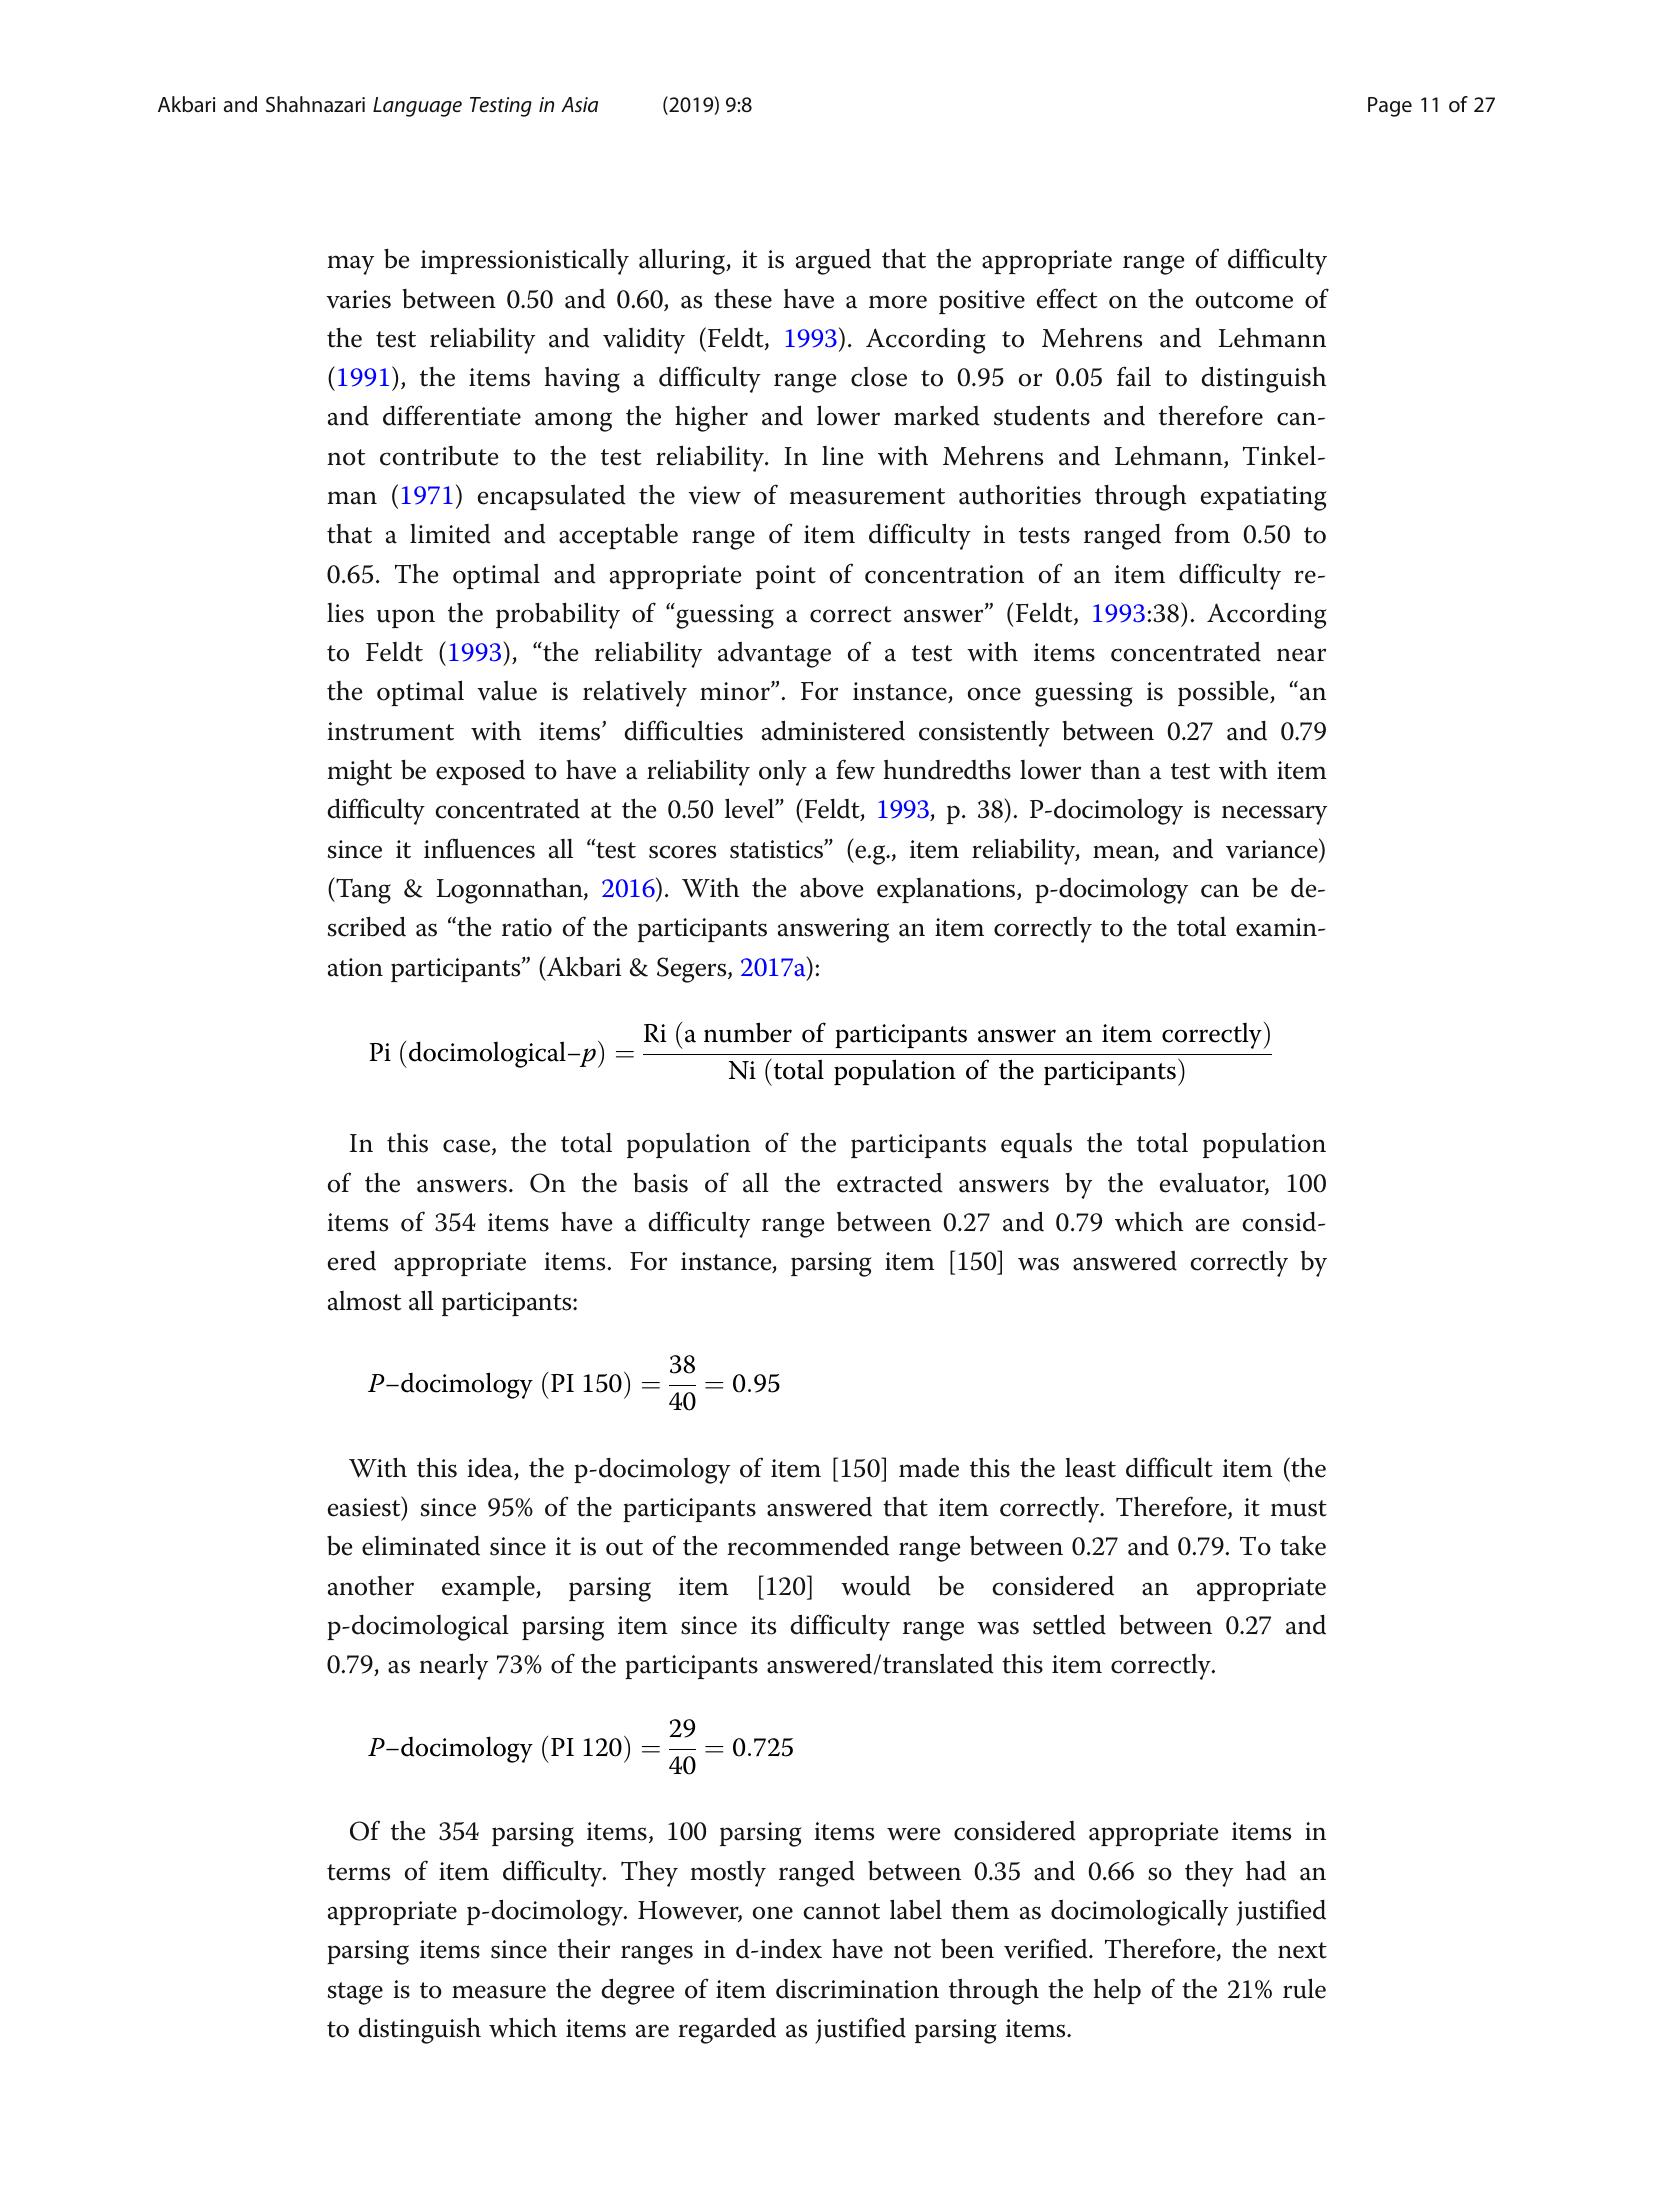 Akbari and Shahnazari Language Testing in Asia (2019) 9:8 Page 11 of 27
may be impressionistically alluring, it is argued that the appropriate range of difficulty
varies between 0.50 and 0.60, as these have a more positive effect on the outcome of
the test reliability and validity (Feldt, 1993). According to Mehrens and Lehmann
(1991), the items having a difficulty range close to 0.95 or 0.05 fail to distinguish
and differentiate among the higher and lower marked students and therefore can-
not contribute to the test reliability. In line with Mehrens and Lehmann, Tinkel-
man (1971) encapsulated the view of measurement authorities through expatiating
that a limited and acceptable range of item difficulty in tests ranged from 0.50 to
0.65. The optimal and appropriate point of concentration of an item difficulty re-
lies upon the probability of “guessing a correct answer” (Feldt, 1993:38). According
to Feldt (1993), “the reliability advantage of a test with items concentrated near
the optimal value is relatively minor”. For instance, once guessing is possible, “an
instrument with items’ difficulties administered consistently between 0.27 and 0.79
might be exposed to have a reliability only a few hundredths lower than a test with item
difficulty concentrated at the 0.50 level” (Feldt, 1993, p. 38). P-docimology is necessary
since it influences all “test scores statistics” (e.g., item reliability, mean, and variance)
(Tang & Logonnathan, 2016). With the above explanations, p-docimology can be de-
scribed as “the ratio of the participants answering an item correctly to the total examin-
ation participants” (Akbari & Segers, 2017a):
Pi (docimological–p) = Ri (a number of participants answer an item correctly)
Ni (total population of the participants)
In this case, the total population of the participants equals the total population
of the answers. On the basis of all the extracted answers by the evaluator, 100
items of 354 items have a difficulty range between 0.27 and 0.79 which are consid-
ered appropriate items. For instance, parsing item [150] was answered correctly by
almost all participants:
P–docimology (PI 150) = 38/40 = 0.95
With this idea, the p-docimology of item [150] made this the least difficult item (the
easiest) since 95% of the participants answered that item correctly. Therefore, it must
be eliminated since it is out of the recommended range between 0.27 and 0.79. To take
another example, parsing item [120] would be considered an appropriate
p-docimological parsing item since its difficulty range was settled between 0.27 and
0.79, as nearly 73% of the participants answered/translated this item correctly.
P–docimology (PI 120) = 29/40 = 0.725
Of the 354 parsing items, 100 parsing items were considered appropriate items in
terms of item difficulty. They mostly ranged between 0.35 and 0.66 so they had an
appropriate p-docimology. However, one cannot label them as docimologically justified
parsing items since their ranges in d-index have not been verified. Therefore, the next
stage is to measure the degree of item discrimination through the help of the 21% rule
to distinguish which items are regarded as justified parsing items.